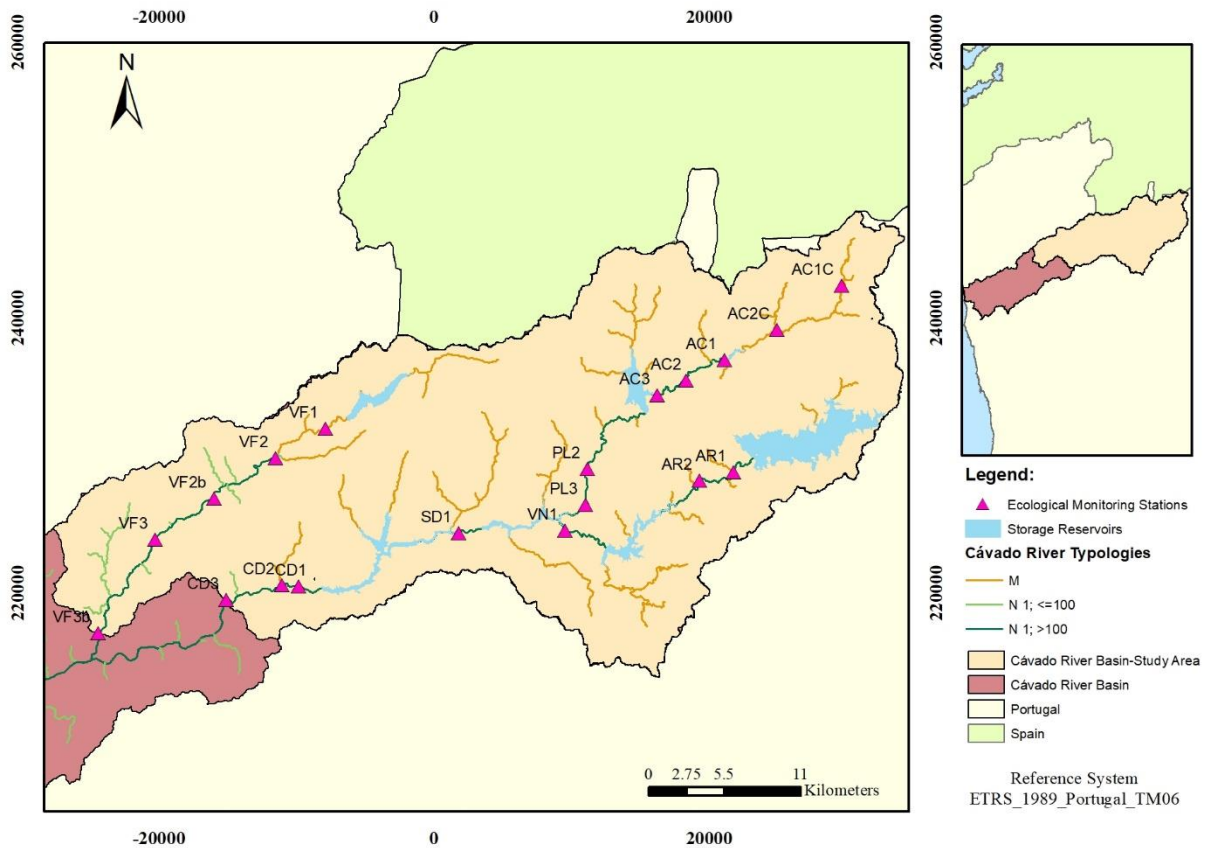 -20000 0 20000
260000
240000
220000
N
AC1C
AC2C
AC1
AC2
AC3
VF1
VF2
PL2
AR1
AR2
VF2b
PL3
SD1
VN1
VF3
CD2
CD1
CD3
VF3b
0 2.75 5.5 11
Kilometers
-20000 0 20000
260000
240000
220000
Legend:
Ecological Monitoring Stations
Storage Reservoirs
Cávado River Typologies
M
N 1; <=100
N 1; >100
Cávado River Basin-Study Area
Cávado River Basin
Portugal
Spain
Reference System
ETRS_1989_Portugal_TM06